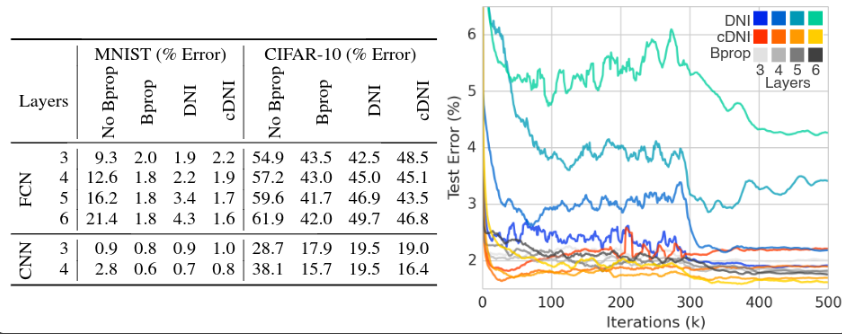 MNIST (% Error) CIFAR-10 (% Error)
Layers No Bprop Bprop DNI cDNI No Bprop Bprop DNI cDNI
FCN
3 9.3 2.0 1.9 2.2 54.9 43.5 42.5 48.5
4 12.6 1.8 2.2 1.9 57.2 43.0 45.0 45.1
5 16.2 1.8 3.4 1.7 59.6 41.7 46.9 43.5
6 21.4 1.8 4.3 1.6 61.9 42.0 49.7 46.8
CNN
3 0.9 0.8 0.9 1.0 28.7 17.9 19.5 19.0
4 2.8 0.6 0.7 0.8 38.1 15.7 19.5 16.4
Test Error (%)
6
5
4
3
2
DNI
cDNI
Bprop
3 4 5 6
Layers
0 100 200 300 400 500
Iterations (k)